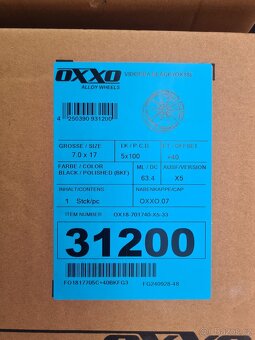 OXXO
ALLOY WHEELS
4 250390 931200
GRÖSSE / SIZE
7.0 x 17
LK / P.C.D
5x100
ET / OFFSET
+40
FARBE / COLOR
BLACK / POLISHED (BKF)
ML / DC
63.4
AUSF/VERSION
X5
INHALT/CONTENTS
1 Stck/pc
NABENKAPPE/CAP
OXXO 07
ITEM NUMBER
OX18-701740-X5-33
31200